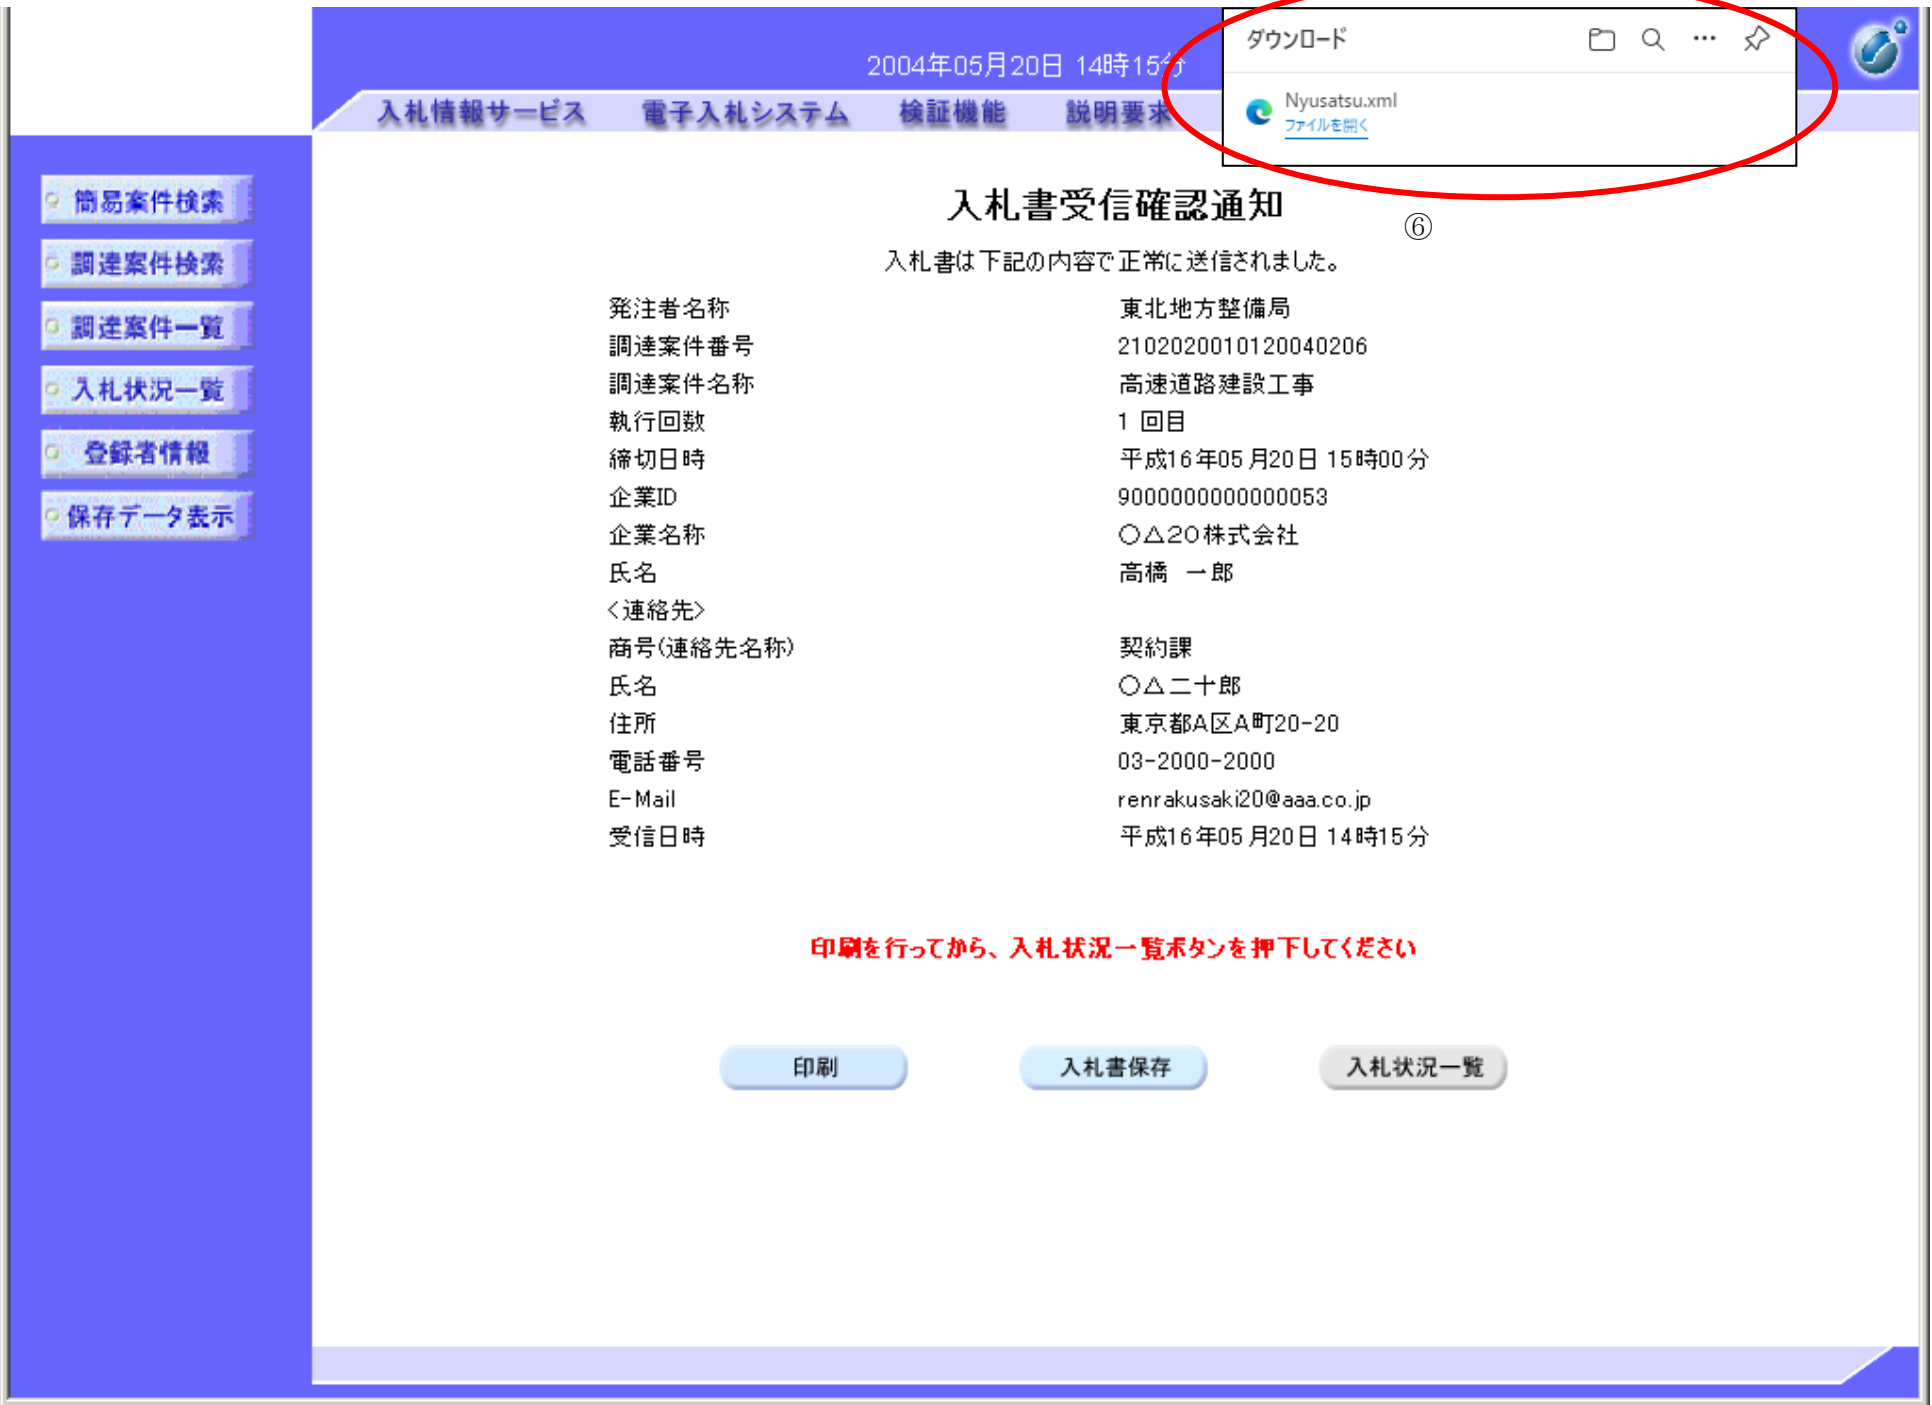 2004年05月20日 14時15分
ダウンロード
Nyusatsu.xml
ファイルを開く
入札情報サービス 電子入札システム 検証機能 説明要求
⑥
簡易案件検索
調達案件検索
調達案件一覧
入札状況一覧
登録者情報
保存データ表示
入札書受信確認通知
入札書は下記の内容で正常に送信されました。
発注者名称 東北地方整備局
調達案件番号 2102020010120040206
調達案件名称 高速道路建設工事
執行回数 1 回目
締切日時 平成16年05月20日 15時00分
企業ID 9000000000000053
企業名称 ○△20株式会社
氏名 高橋 一郎
<連絡先>
商号(連絡先名称) 契約課
氏名 ○△二十郎
住所 東京都A区A町20-20
電話番号 03-2000-2000
E-Mail renrakusaki20@aaa.co.jp
受信日時 平成16年05月20日 14時15分
印刷を行ってから、入札状況一覧ボタンを押下してください
印刷 入札書保存 入札状況一覧